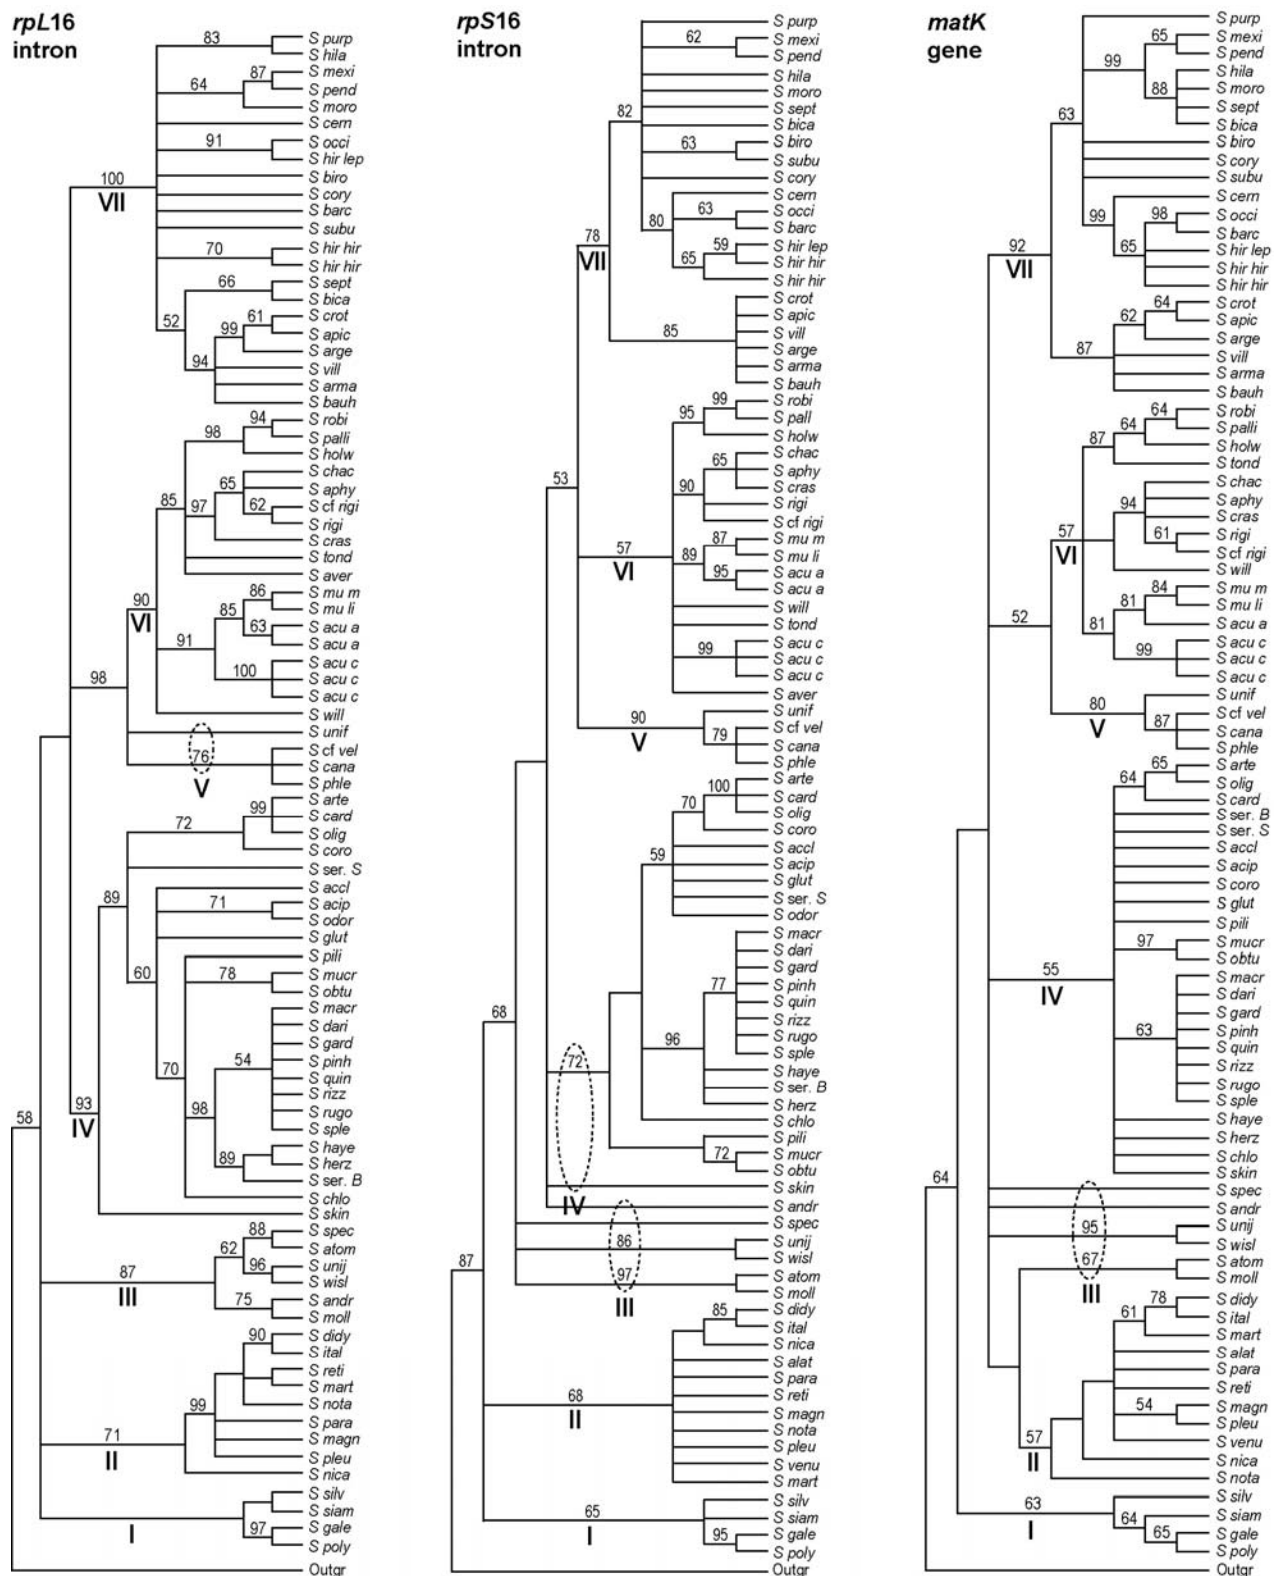 rpL16
intron
83
S purp
S hila
87
S mexi
64
S pend
S moro
S cern
91
S occi
S hir lep
100
VII
S biro
S cory
S barc
S subu
70
S hir hir
S hir hir
66
S sept
S bica
52
61
S crot
99
S apic
S arge
94
S vill
S arma
S bauh
94
S robi
98
S palli
S holw
S chac
65
S aphy
85
97
62
S cf rigi
S rigi
S cras
S tond
S aver
90
VI
86
S mu m
85
S mu li
63
S acu a
91
S acu a
S acu c
100
S acu c
S acu c
98
S will
S unif
S cf vel
76
S cana
V
S phle
S arte
99
S card
72
S olig
S coro
S ser. S
89
S accl
71
S acip
S odor
S glut
60
S pili
78
S mucr
S obtu
S macr
S dari
S gard
54
S pinh
70
S quin
S rizz
98
S rugo
S sple
S haye
89
S herz
S ser. B
93
IV
S chlo
S skin
58
88
S spec
62
S atom
96
S unij
87
S wisl
III
75
S andr
S moll
90
S didy
S ital
S reti
S mart
99
S nota
S para
71
S magn
II
S pleu
S nica
S silv
S siam
I
97
S gale
S poly
Outgr
rpS16
intron
S purp
62
S mexi
S pend
S hila
S moro
82
S sept
S bica
63
S biro
S subu
S cory
S cern
80
63
S occi
S barc
78
VII
59
S hir lep
65
S hir hir
S hir hir
S crot
S apic
85
S vill
S arge
S arma
S bauh
99
S robi
95
S pall
S holw
S chac
65
S aphy
90
S cras
S rigi
S cf rigi
53
87
S mu m
57
89
S mu li
VI
95
S acu a
S acu a
S will
S tond
S acu c
99
S acu c
S acu c
S aver
90
S unif
V
79
S cf vel
S cana
S phle
S arte
100
S card
70
S olig
S coro
59
S accl
S acip
S glut
S ser. S
S odor
S macr
S dari
S gard
77
S pinh
S quin
S rizz
96
S rugo
S sple
S haye
S ser. B
S herz
68
72
S chlo
S pili
72
S mucr
S obtu
S skin
IV
S andr
S spec
86
S unij
S wisl
97
S atom
III
S moll
87
85
S didy
S ital
S nica
S alat
S para
68
S reti
II
S magn
S nota
S pleu
S venu
S mart
65
S silv
I
S siam
95
S gale
S poly
Outgr
matK
gene
S purp
65
S mexi
99
S pend
S hila
88
S moro
S sept
S bica
63
S biro
S cory
S subu
S cern
99
98
S occi
S barc
65
S hir lep
S hir hir
S hir hir
92
VII
64
S crot
62
S apic
S arge
87
S vill
S arma
S bauh
64
S robi
64
S palli
87
S holw
S tond
S chac
94
S aphy
S cras
61
S rigi
57
VI
S cf rigi
S will
84
S mu m
81
S mu li
81
S acu a
52
S acu c
99
S acu c
S acu c
80
S unif
V
87
S cf vel
S cana
S phle
65
S arte
64
S olig
S card
S ser. B
S ser. S
S accl
S acip
S coro
S glut
S pili
97
S mucr
S obtu
55
IV
S macr
S dari
S gard
63
S pinh
S quin
S rizz
S rugo
S sple
S haye
S herz
S chlo
S skin
64
S spec
S andr
95
S unij
S wisl
67
S atom
III
S moll
78
S didy
61
S ital
S mart
S alat
S para
S reti
54
S magn
S pleu
57
S venu
II
S nica
S nota
63
S silv
I
64
S siam
65
S gale
S poly
Outgr